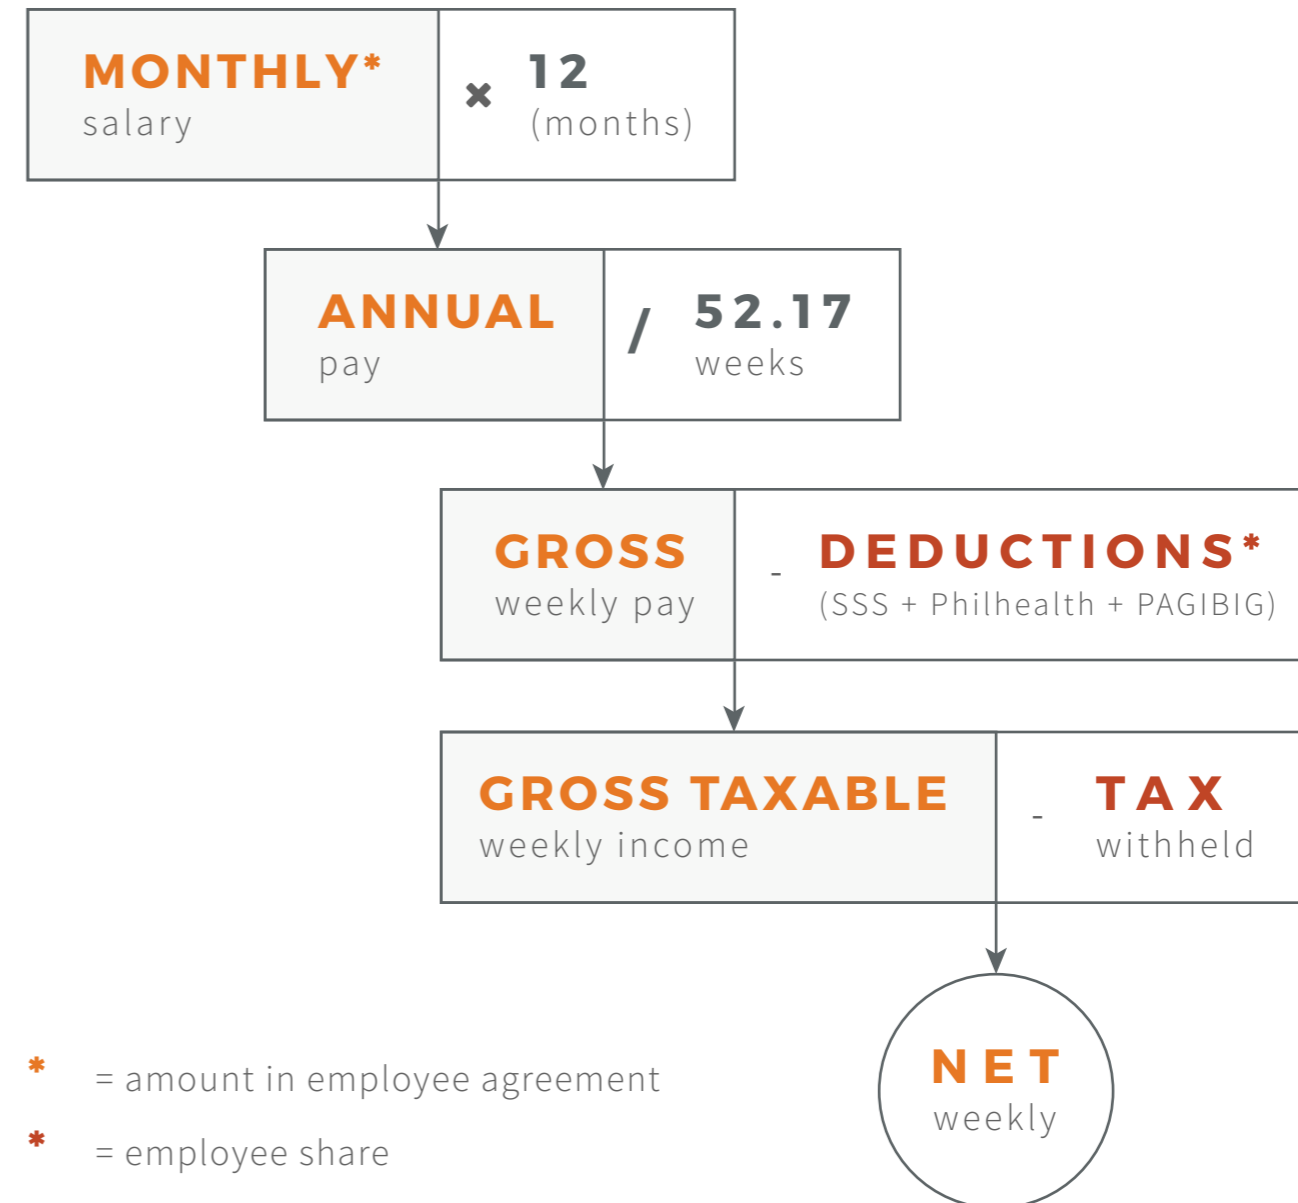 MONTHLY* × 12
salary (months)
ANNUAL / 52.17
pay weeks
GROSS - DEDUCTIONS*
weekly pay (SSS + Philhealth + PAGIBIG)
GROSS TAXABLE - TAX
weekly income withheld
NET
weekly
* = amount in employee agreement
* = employee share